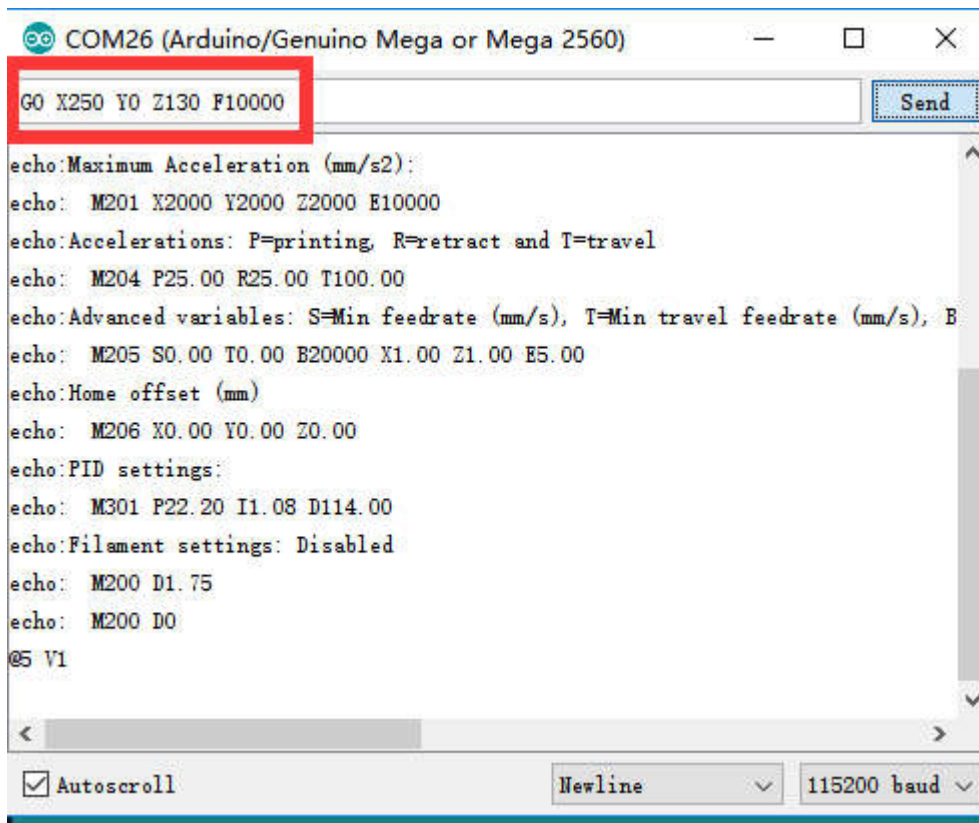 COM26 (Arduino/Genuino Mega or Mega 2560)
G0 X250 Y0 Z130 F10000
Send
echo:Maximum Acceleration (mm/s2):
echo:  M201 X2000 Y2000 Z2000 E10000
echo:Accelerations: P=printing, R=retract and T=travel
echo:  M204 P25.00 R25.00 T100.00
echo:Advanced variables: S=Min feedrate (mm/s), T=Min travel feedrate (mm/s), B
echo:  M205 S0.00 T0.00 B20000 X1.00 Z1.00 E5.00
echo:Home offset (mm)
echo:  M206 X0.00 Y0.00 Z0.00
echo:PID settings:
echo:  M301 P22.20 I1.08 D114.00
echo:Filament settings: Disabled
echo:  M200 D1.75
echo:  M200 D0
@5 V1
Autoscroll
Newline
115200 baud